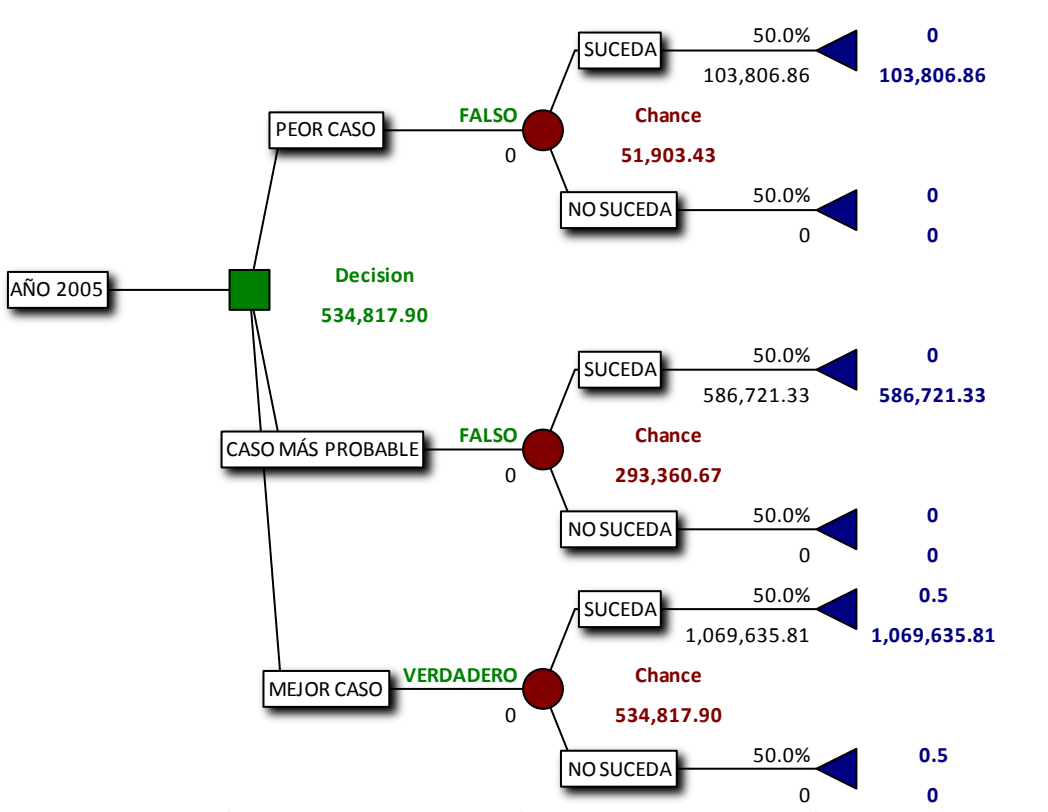 SUCEDA
50.0%
0
103,806.86
103,806.86
PEOR CASO
FALSO
0
Chance
51,903.43
NO SUCEDA
50.0%
0
0
0
AÑO 2005
Decision
534,817.90
SUCEDA
50.0%
0
586,721.33
586,721.33
CASO MÁS PROBABLE
FALSO
0
Chance
293,360.67
NO SUCEDA
50.0%
0
0
0
SUCEDA
50.0%
0.5
1,069,635.81
1,069,635.81
MEJOR CASO
VERDADERO
0
Chance
534,817.90
NO SUCEDA
50.0%
0.5
0
0